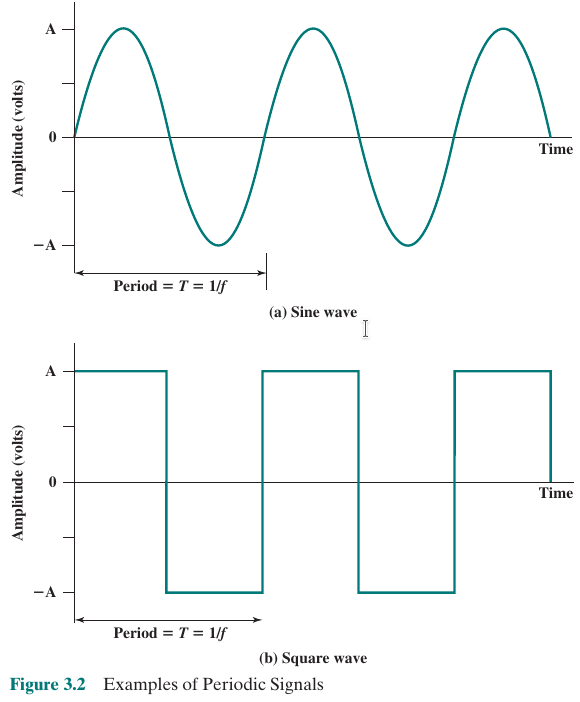 A
Amplitude (volts)
0
Time
−A
Period = T = 1/f
(a) Sine wave
A
Amplitude (volts)
0
Time
−A
Period = T = 1/f
(b) Square wave
Figure 3.2 Examples of Periodic Signals